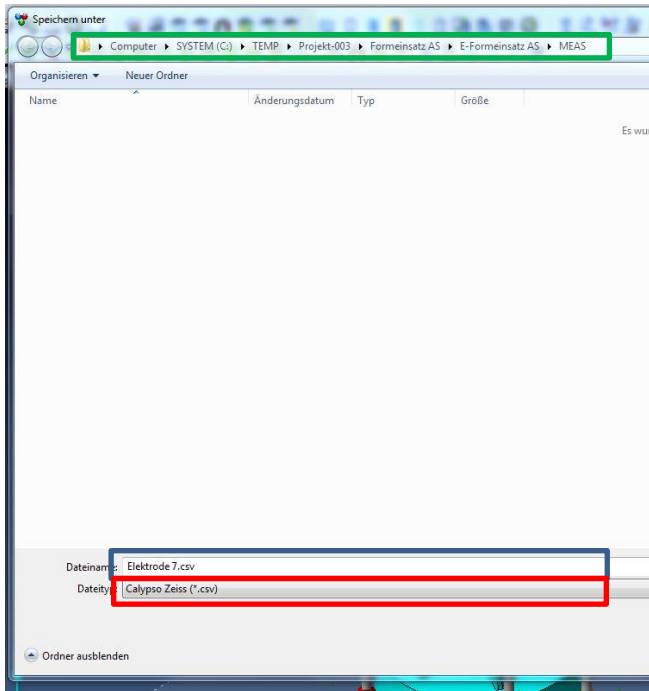 Speichern unter
Computer ▸ SYSTEM (C:) ▸ TEMP ▸ Projekt-003 ▸ Formeinsatz AS ▸ E-Formeinsatz AS ▸ MEAS
Organisieren ▾ Neuer Ordner
Name Änderungsdatum Typ Größe
Es wur
Dateiname: Elektrode 7.csv
Dateityp: Calypso Zeiss (*.csv)
Ordner ausblenden